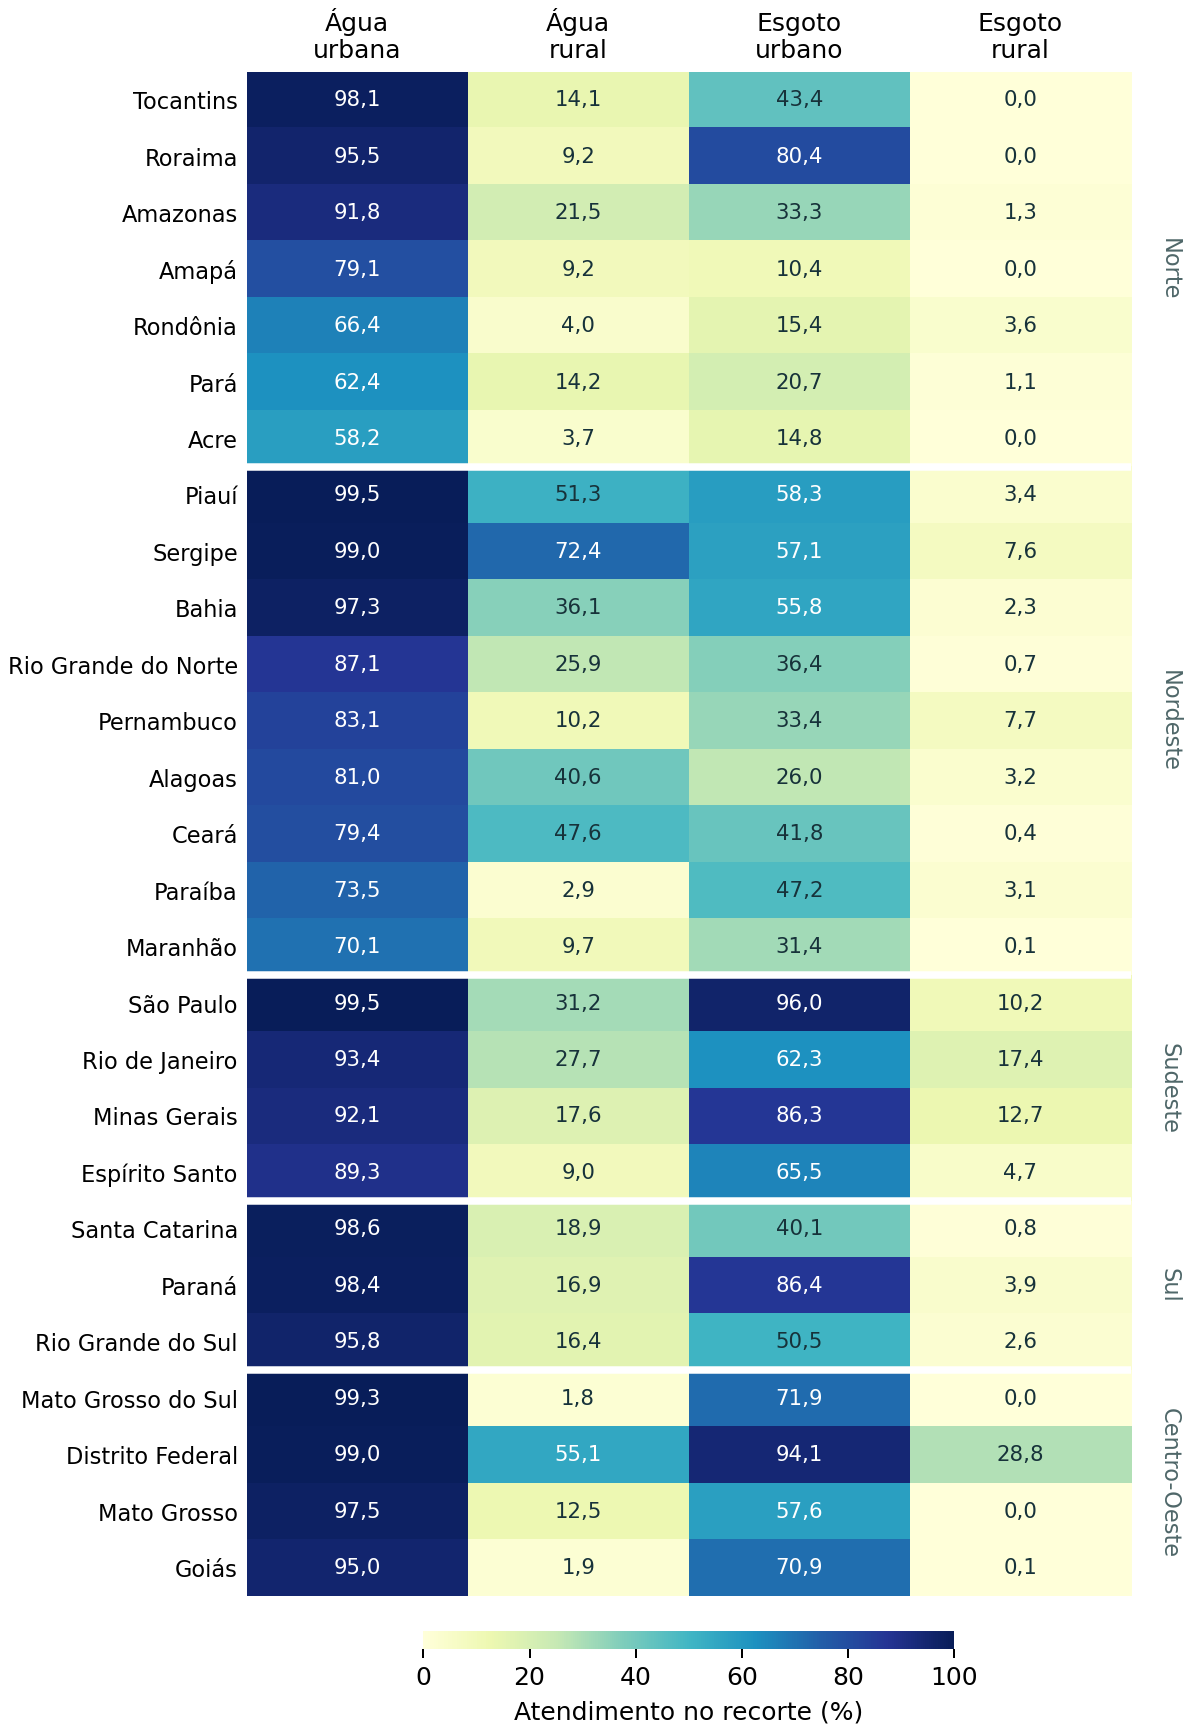 Água
urbana
Água
rural
Esgoto
urbano
Esgoto
rural
Tocantins 98,1 14,1 43,4 0,0
Roraima 95,5 9,2 80,4 0,0
Amazonas 91,8 21,5 33,3 1,3
Amapá 79,1 9,2 10,4 0,0
Rondônia 66,4 4,0 15,4 3,6
Pará 62,4 14,2 20,7 1,1
Acre 58,2 3,7 14,8 0,0
Norte
Piauí 99,5 51,3 58,3 3,4
Sergipe 99,0 72,4 57,1 7,6
Bahia 97,3 36,1 55,8 2,3
Rio Grande do Norte 87,1 25,9 36,4 0,7
Pernambuco 83,1 10,2 33,4 7,7
Alagoas 81,0 40,6 26,0 3,2
Ceará 79,4 47,6 41,8 0,4
Paraíba 73,5 2,9 47,2 3,1
Maranhão 70,1 9,7 31,4 0,1
Nordeste
São Paulo 99,5 31,2 96,0 10,2
Rio de Janeiro 93,4 27,7 62,3 17,4
Minas Gerais 92,1 17,6 86,3 12,7
Espírito Santo 89,3 9,0 65,5 4,7
Sudeste
Santa Catarina 98,6 18,9 40,1 0,8
Paraná 98,4 16,9 86,4 3,9
Rio Grande do Sul 95,8 16,4 50,5 2,6
Sul
Mato Grosso do Sul 99,3 1,8 71,9 0,0
Distrito Federal 99,0 55,1 94,1 28,8
Mato Grosso 97,5 12,5 57,6 0,0
Goiás 95,0 1,9 70,9 0,1
Centro-Oeste
0 20 40 60 80 100
Atendimento no recorte (%)